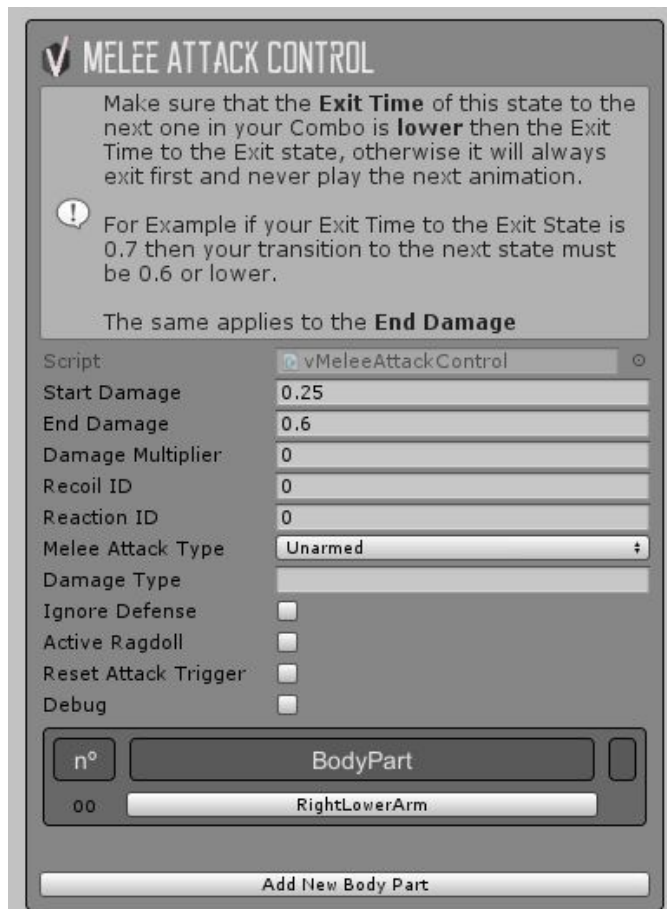 MELEE ATTACK CONTROL
Make sure that the Exit Time of this state to the
next one in your Combo is lower then the Exit
Time to the Exit state, otherwise it will always
exit first and never play the next animation.
For Example if your Exit Time to the Exit State is
0.7 then your transition to the next state must
be 0.6 or lower.
The same applies to the End Damage
Script vMeleeAttackControl
Start Damage 0.25
End Damage 0.6
Damage Multiplier 0
Recoil ID 0
Reaction ID 0
Melee Attack Type Unarmed
Damage Type
Ignore Defense
Active Ragdoll
Reset Attack Trigger
Debug
nº BodyPart
00 RightLowerArm
Add New Body Part